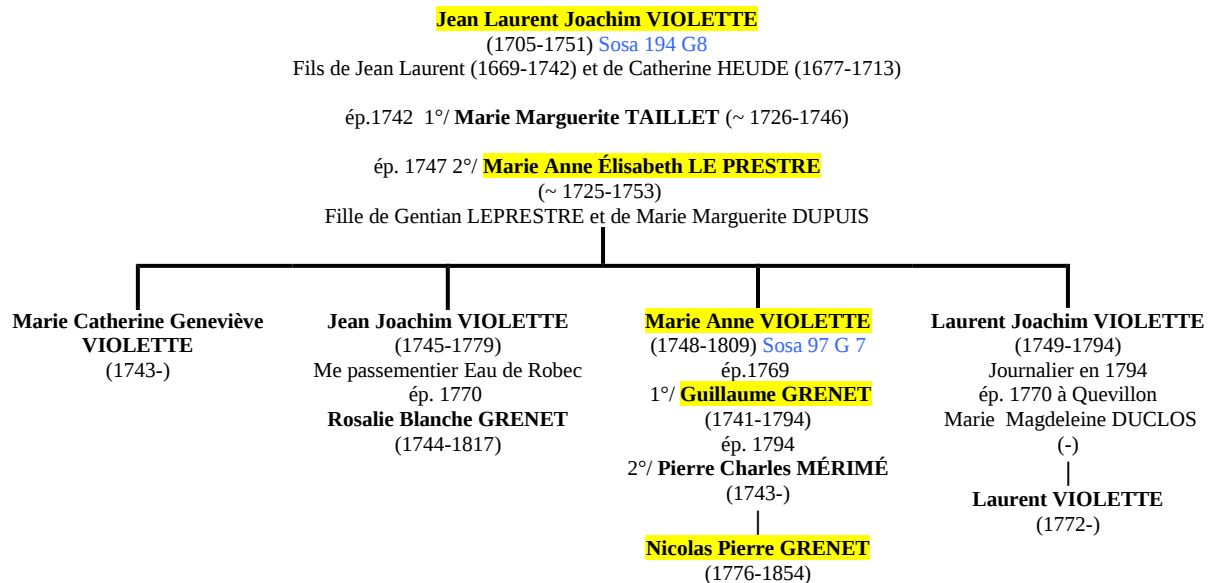 Jean Laurent Joachim VIOLETTE
(1705-1751) Sosa 194 G8
Fils de Jean Laurent (1669-1742) et de Catherine HEUDE (1677-1713)
ép.1742 1°/ Marie Marguerite TAILLET (~ 1726-1746)
ép. 1747 2°/ Marie Anne Élisabeth LE PRESTRE
(~ 1725-1753)
Fille de Gentian LEPRESTRE et de Marie Marguerite DUPUIS
Marie Catherine Geneviève
VIOLETTE
(1743-)
Jean Joachim VIOLETTE
(1745-1779)
Me passementier Eau de Robec
ép. 1770
Rosalie Blanche GRENET
(1744-1817)
Marie Anne VIOLETTE
(1748-1809) Sosa 97 G 7
ép.1769
1°/ Guillaume GRENET
(1741-1794)
ép. 1794
2°/ Pierre Charles MÉRIMÉ
(1743-)
Nicolas Pierre GRENET
(1776-1854)
Laurent Joachim VIOLETTE
(1749-1794)
Journalier en 1794
ép. 1770 à Quevillon
Marie Magdeleine DUCLOS
(-)
Laurent VIOLETTE
(1772-)